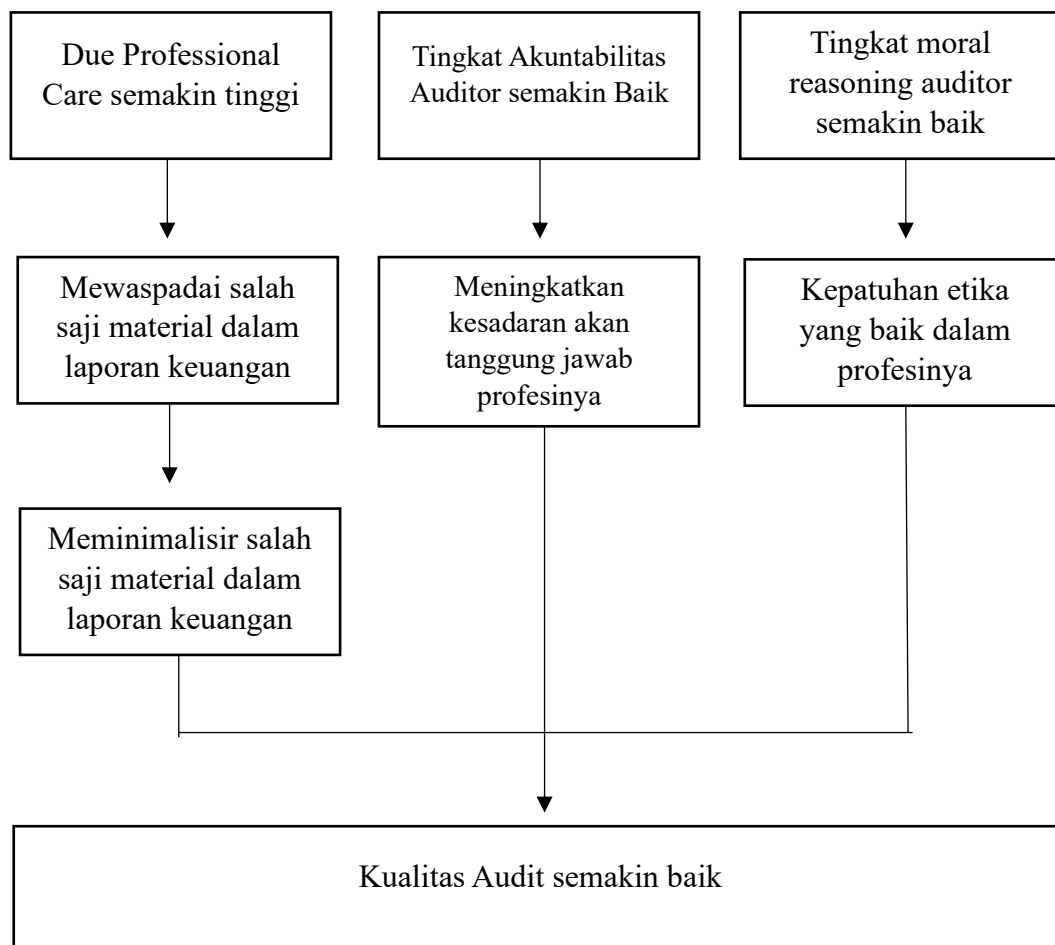 Due Professional
Care semakin tinggi
Tingkat Akuntabilitas
Auditor semakin Baik
Tingkat moral
reasoning auditor
semakin baik
Mewaspadai salah
saji material dalam
laporan keuangan
Meningkatkan
kesadaran akan
tanggung jawab
profesinya
Kepatuhan etika
yang baik dalam
profesinya
Meminimalisir salah
saji material dalam
laporan keuangan
Kualitas Audit semakin baik